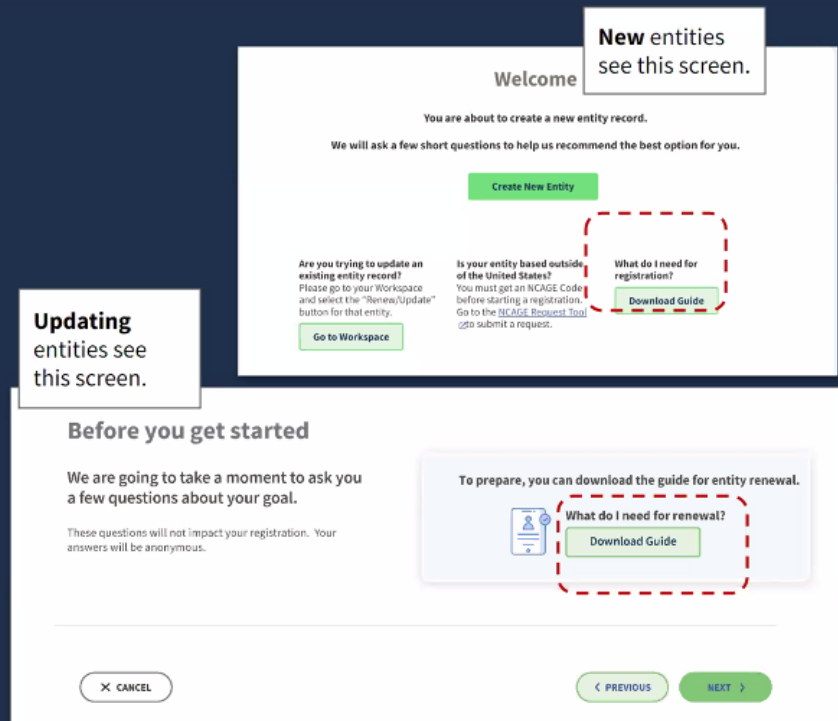 New entities
see this screen.
Welcome
You are about to create a new entity record.
We will ask a few short questions to help us recommend the best option for you.
Create New Entity
Are you trying to update an
existing entity record?
Please go to your Workspace
and select the "Renew/Update"
button for that entity.
Go to Workspace
Is your entity based outside
of the United States?
You must get an NCAGE Code
before starting a registration.
Go to the NCAGE Request Tool
to submit a request.
What do I need for
registration?
Download Guide
Updating
entities see
this screen.
Before you get started
We are going to take a moment to ask you
a few questions about your goal.
These questions will not impact your registration. Your
answers will be anonymous.
To prepare, you can download the guide for entity renewal.
What do I need for renewal?
Download Guide
CANCEL
PREVIOUS
NEXT